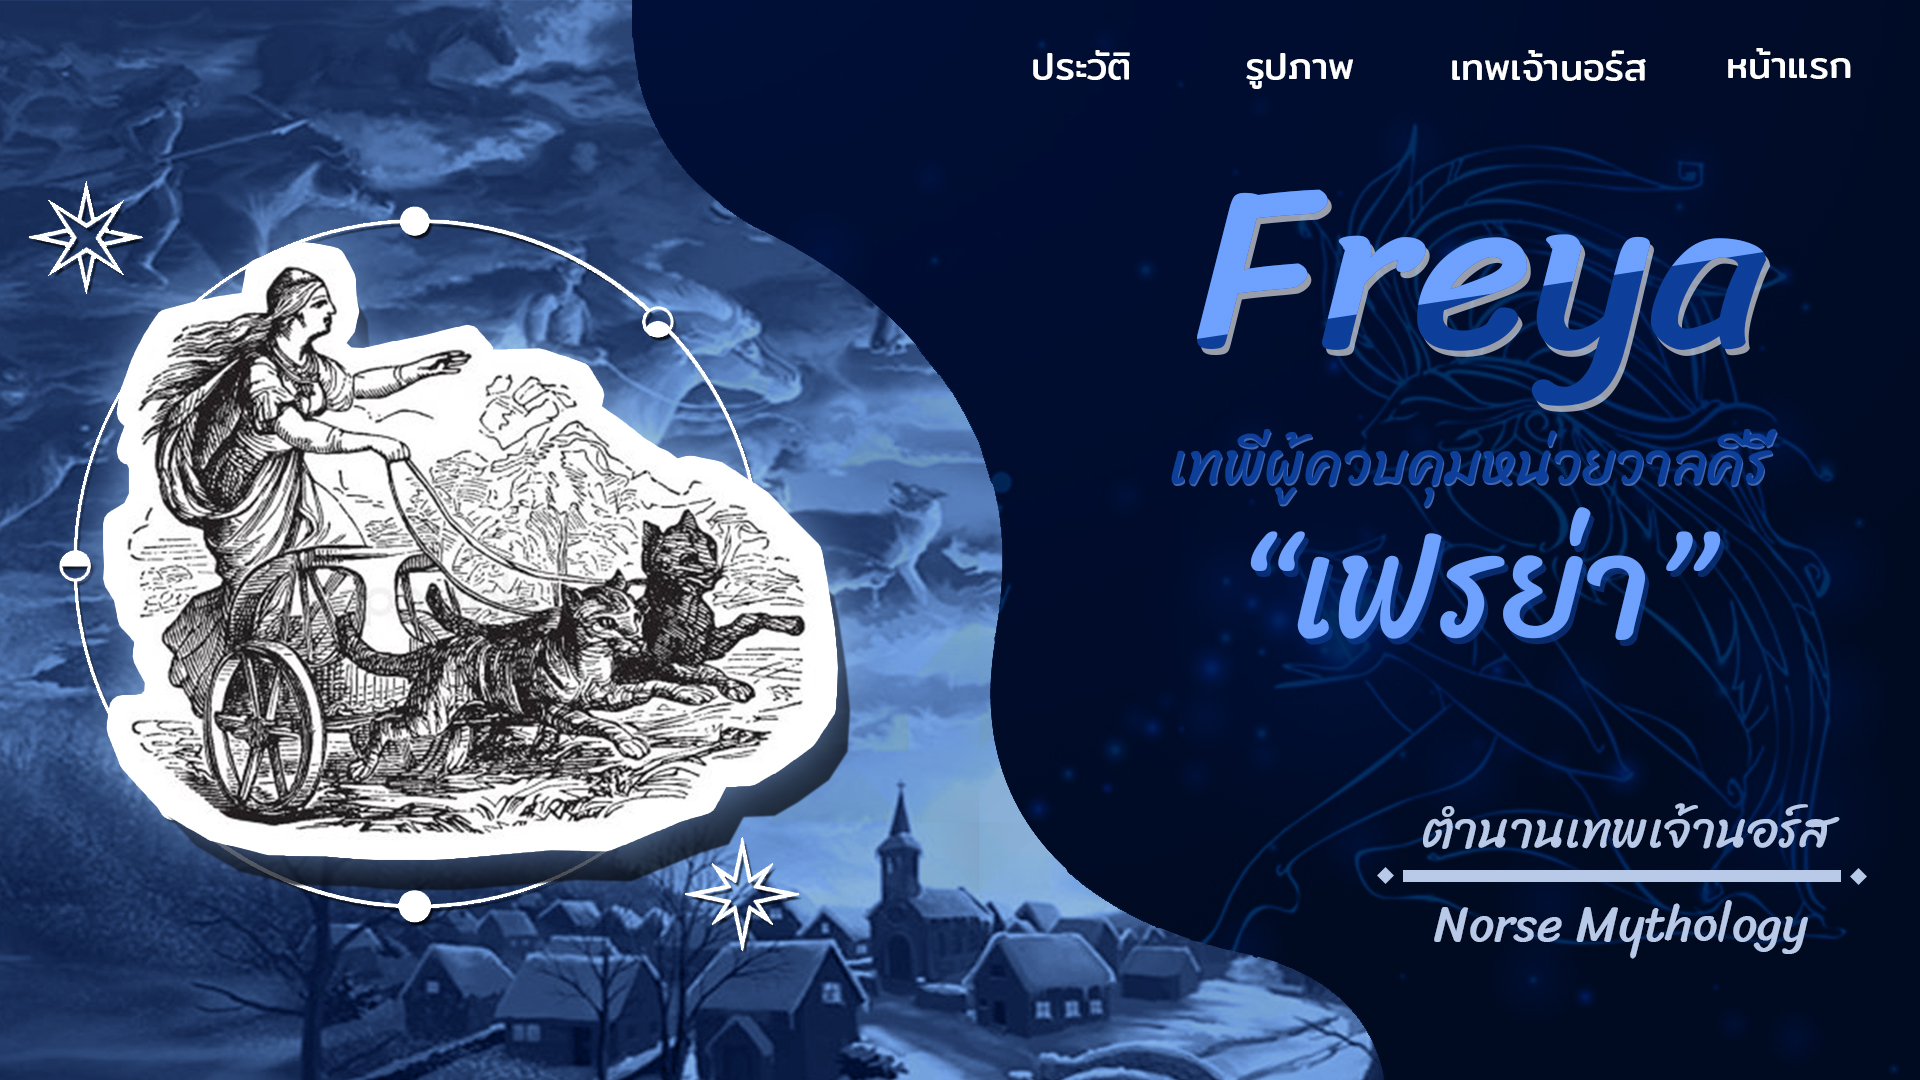 ประวัติ รูปภาพ เทพเจ้านอร์ส หน้าแรก
Freya
เทพีผู้ควบคุมหน่วยวาลคีรี
“เฟรย่า”
ตำนานเทพเจ้านอร์ส
Norse Mythology